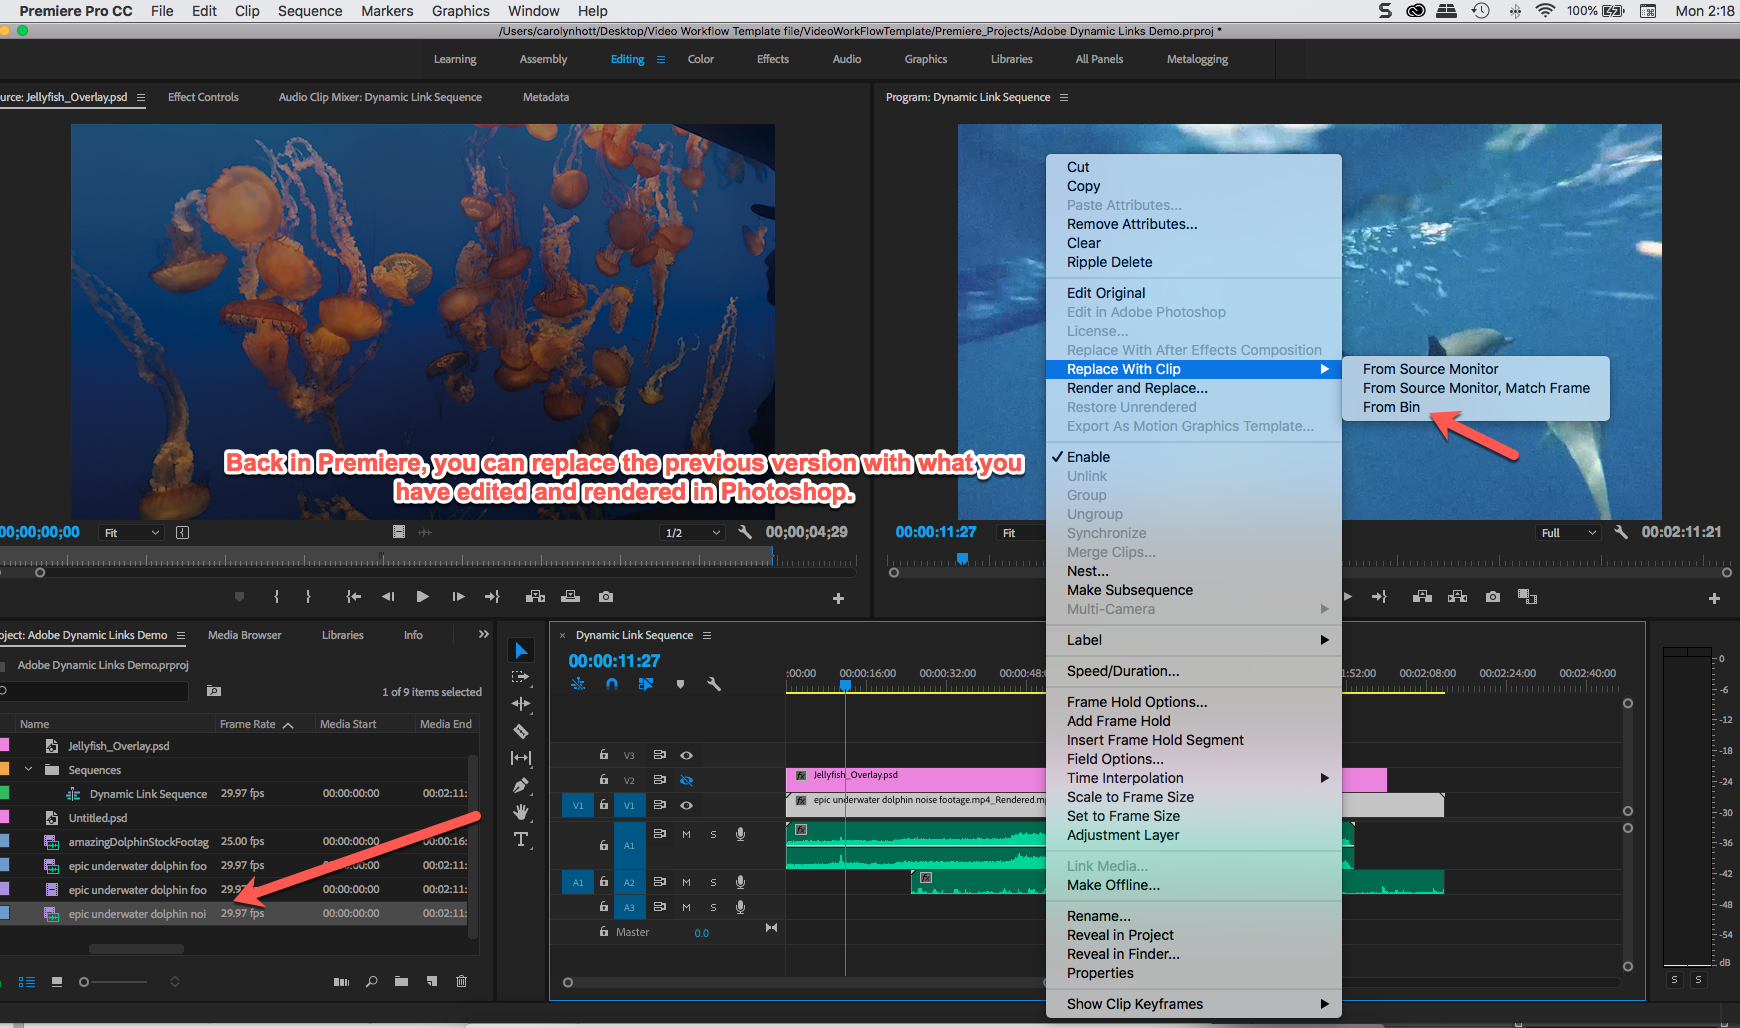 Premiere Pro CC File Edit Clip Sequence Markers Graphics Window Help 100% Mon 2:18
/Users/carolynhott/Desktop/Video Workflow Template file/VideoWorkFlowTemplate/Premiere_Projects/Adobe Dynamic Links Demo.prproj *
Learning Assembly Editing Color Effects Audio Graphics Libraries All Panels Metalogging
urce: Jellyfish_Overlay.psd Effect Controls Audio Clip Mixer: Dynamic Link Sequence Metadata
Program: Dynamic Link Sequence
Cut
Copy
Paste Attributes...
Remove Attributes...
Clear
Ripple Delete
Edit Original
Edit in Adobe Photoshop
License...
Replace With After Effects Composition
Replace With Clip
Render and Replace...
Restore Unrendered
Export As Motion Graphics Template...
Enable
Unlink
Group
Ungroup
Synchronize
Merge Clips...
Nest...
Make Subsequence
Multi-Camera
Label
Speed/Duration...
Frame Hold Options...
Add Frame Hold
Insert Frame Hold Segment
Field Options...
Time Interpolation
Scale to Frame Size
Set to Frame Size
Adjustment Layer
Link Media...
Make Offline...
Rename...
Reveal in Project
Reveal in Finder...
Properties
Show Clip Keyframes
From Source Monitor
From Source Monitor, Match Frame
From Bin
Back in Premiere, you can replace the previous version with what you
have edited and rendered in Photoshop.
00;00;00;00 Fit 1/2 00;00;04;29
00:00:11:27 Fit Full 00:02:11:21
oject: Adobe Dynamic Links Demo Media Browser Libraries Info
Adobe Dynamic Links Demo.prproj
1 of 9 items selected
Name Frame Rate Media Start Media End
Jellyfish_Overlay.psd
Sequences
Dynamic Link Sequence 29.97 fps 00:00:00:00 00:02:11:
Untitled.psd
amazingDolphinStockFootag 25.00 fps 00:00:00:00 00:00:16:
epic underwater dolphin foo 29.97 fps 00:00:00 00:02:11:
epic underwater dolphin foo 29.97 00:00:00:00 00:02:11:
epic underwater dolphin noi 29.97 fps 00:00:00:00 00:02:11:
T
Dynamic Link Sequence
00:00:11:27
:00:00 00:00:16:00 00:00:32:00 00:00:48: 1:52:00 00:02:08:00 00:02:24:00 00:02:40:00
V3
V2 fx Jellyfish_Overlay.psd
V1 V1 fx epic underwater dolphin noise footage.mp4_Rendered.m
A1 M S fx
A1 A2 M S fx
A3 M S
Master 0.0
0
-6
-12
-18
-24
-30
-36
-42
-48
-54
dB
S S